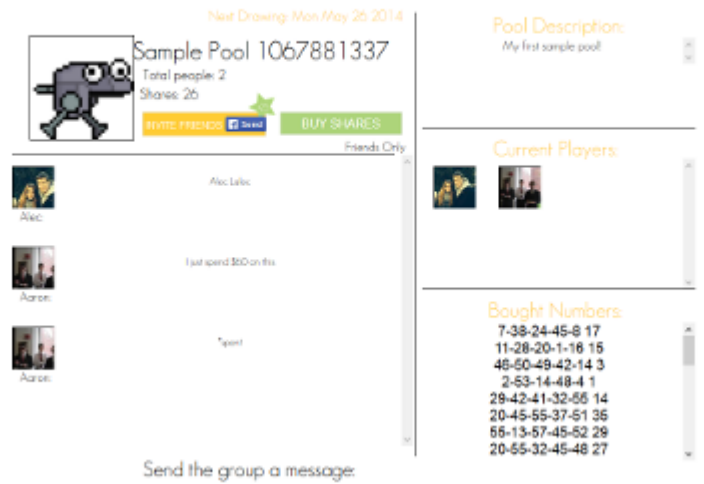 Next Drawing: Mon May 26 2014
Sample Pool 1067881337
Total people: 2
Shares: 26
INVITE FRIENDS
Send
BUY SHARES
Friends Only
Alec:
Alec Lalec
Aaron:
I just spend $60 on this
Aaron:
*spent
Send the group a message:
Pool Description:
My first sample pool!
Current Players:
Bought Numbers:
7-38-24-45-8 17
11-28-20-1-16 15
46-50-49-42-14 3
2-53-14-48-4 1
29-42-41-32-55 14
20-45-55-37-51 35
55-13-57-45-52 29
20-55-32-45-48 27